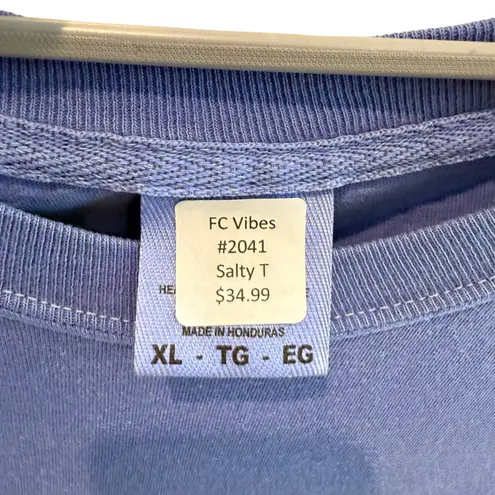 FC Vibes
#2041
Salty T
$34.99
MADE IN HONDURAS
XL - TG - EG